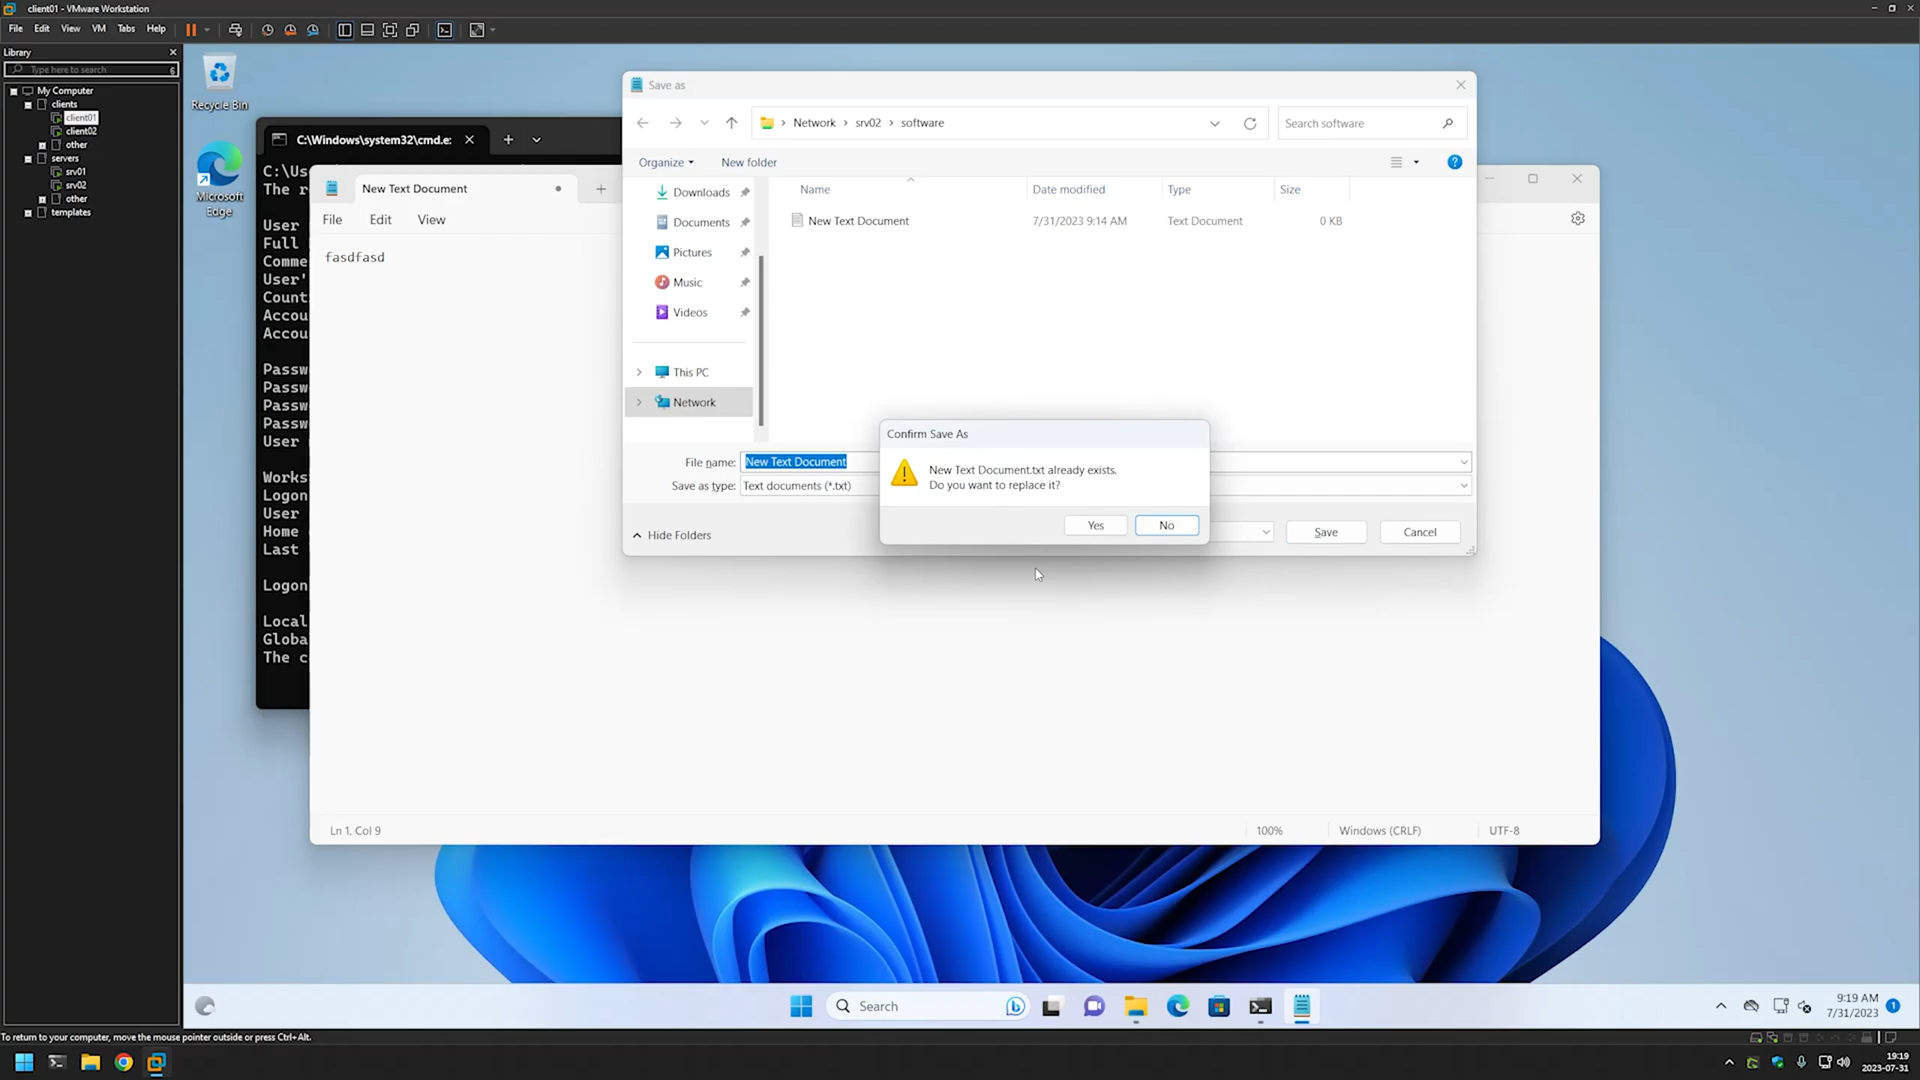 client01 - VMware Workstation
File Edit View VM Tabs Help
Library
Type here to search
My Computer
clients
client01
client02
other
servers
srv01
srv02
other
templates
Recycle Bin
Microsoft
Edge
C:\Windows\system32\cmd.e:
C:\Us
The r
User
Full
Comme
User'
Count
Accou
Accou
Passw
Passw
Passw
Passw
User
Works
Logon
User
Home
Last
Logon
Local
Globa
The c
New Text Document
File Edit View
fasdfasd
Ln 1, Col 9
100%
Windows (CRLF)
UTF-8
Save as
Network > srv02 > software
Search software
Organize
New folder
Downloads
Documents
Pictures
Music
Videos
This PC
Network
Name Date modified Type Size
New Text Document 7/31/2023 9:14 AM Text Document 0 KB
File name: New Text Document
Save as type: Text documents (*.txt)
Hide Folders
Save
Cancel
Confirm Save As
New Text Document.txt already exists.
Do you want to replace it?
Yes
No
Search
9:19 AM
7/31/2023
1
To return to your computer, move the mouse pointer outside or press Ctrl+Alt.
19:19
2023-07-31